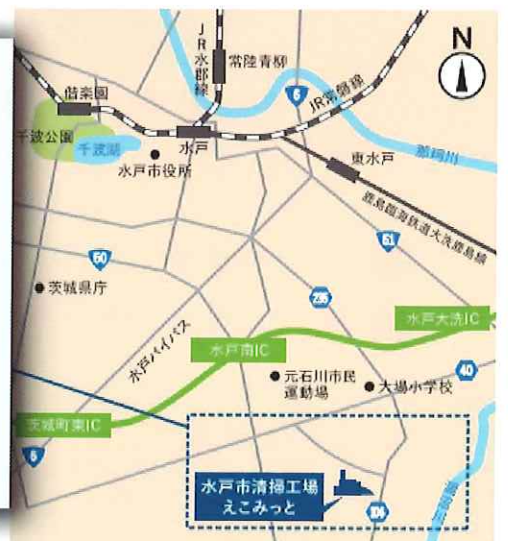 N
JR水郡線
常陸青柳
6
JR常磐線
偕楽園
千波公園
千波湖
水戸
水戸市役所
東水戸
那珂川
鹿島臨海鉄道大洗鹿島線
51
50
茨城県庁
235
水戸大洗IC
水戸バイパス
水戸南IC
40
元石川市民
運動場
大場小学校
茨城町東IC
6
水戸市清掃工場
えこみっと
104